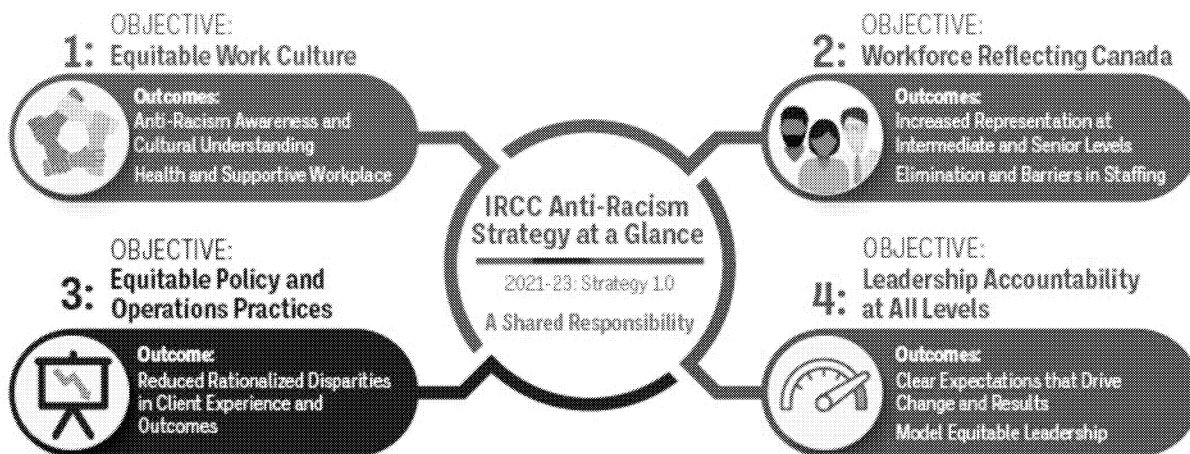 OBJECTIVE:
1: Equitable Work Culture
Outcomes:
Anti-Racism Awareness and
Cultural Understanding
Health and Supportive Workplace
OBJECTIVE:
2: Workforce Reflecting Canada
Outcomes:
Increased Representation at
Intermediate and Senior Levels
Elimination and Barriers in Staffing
IRCC Anti-Racism
Strategy at a Glance
2021-23: Strategy 1.0
A Shared Responsibility
OBJECTIVE:
3: Equitable Policy and
Operations Practices
Outcome:
Reduced Rationalized Disparities
in Client Experience and
Outcomes
OBJECTIVE:
4: Leadership Accountability
at All Levels
Outcomes:
Clear Expectations that Drive
Change and Results
Model Equitable Leadership